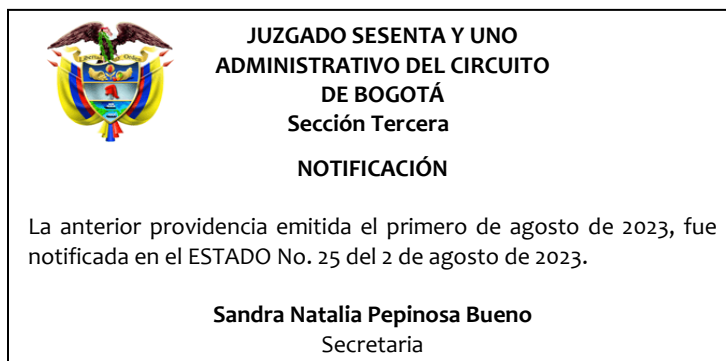 JUZGADO SESENTA Y UNO
ADMINISTRATIVO DEL CIRCUITO
DE BOGOTÁ
Sección Tercera
NOTIFICACIÓN
La anterior providencia emitida el primero de agosto de 2023, fue
notificada en el ESTADO No. 25 del 2 de agosto de 2023.
Sandra Natalia Pepinosa Bueno
Secretaria